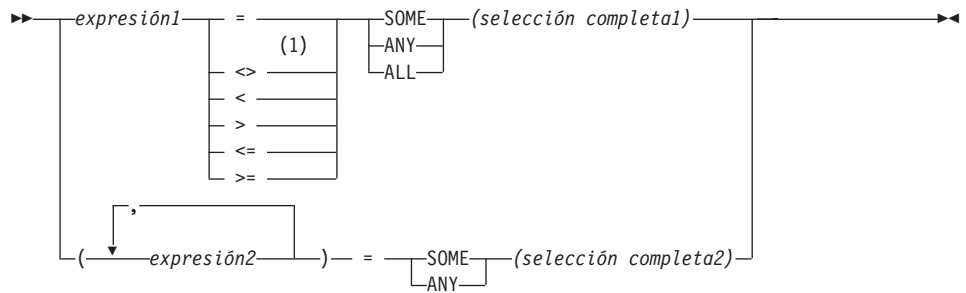 expresión1 = SOME (selección completa1)
(1) ANY
<> ALL
<
>
<=
>=
,
( expresión2 ) = SOME (selección completa2)
ANY